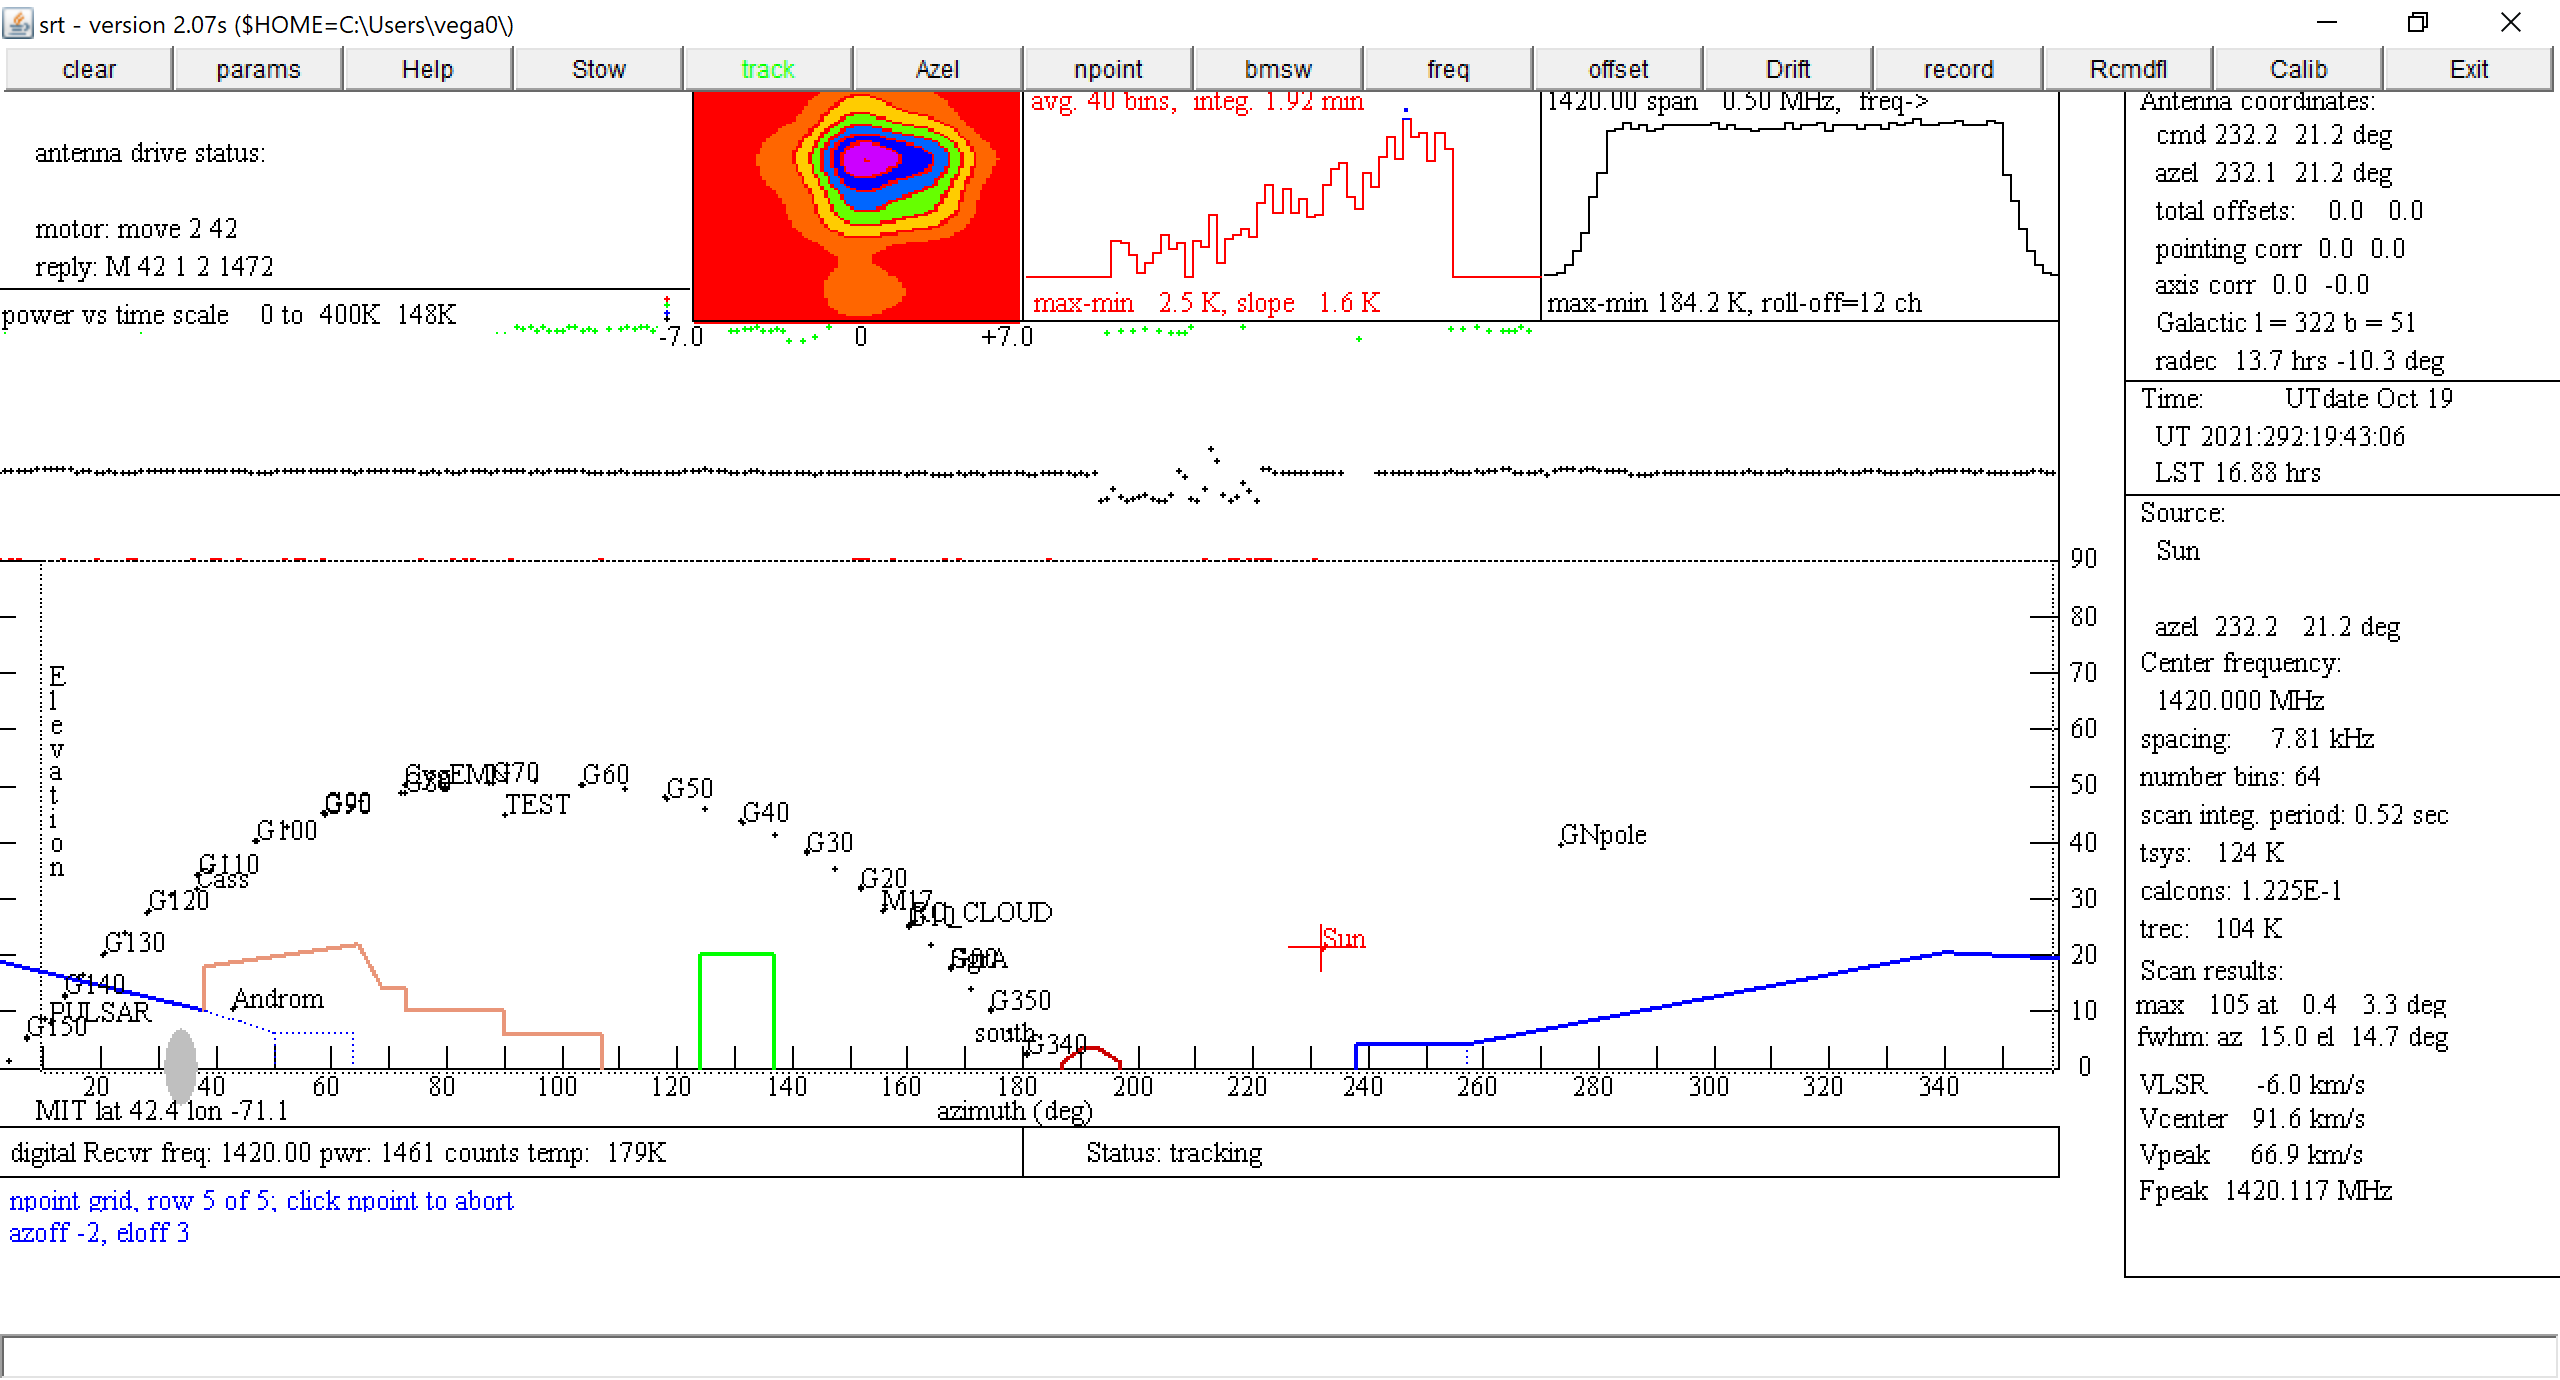 srt - version 2.07s ($HOME=C:\Users\vega0\)
clear params Help Stow track Azel npoint bmsw freq offset Drift record Rcmdfl Calib Exit
antenna drive status:
motor: move 2 42
reply: M 42 1 2 1472
power vs time scale 0 to 400K 148K
-7.0 0 +7.0
avg. 40 bins, integ. 1.92 min
max-min 2.5 K, slope 1.6 K
1420.00 span 0.50 MHz, freq->
max-min 184.2 K, roll-off=12 ch
Antenna coordinates:
cmd 232.2 21.2 deg
azel 232.1 21.2 deg
total offsets: 0.0 0.0
pointing corr 0.0 0.0
axis corr 0.0 -0.0
Galactic l = 322 b = 51
radec 13.7 hrs -10.3 deg
Time: UTdate Oct 19
UT 2021:292:19:43:06
LST 16.88 hrs
Source:
Sun
azel 232.2 21.2 deg
Center frequency:
1420.000 MHz
spacing: 7.81 kHz
number bins: 64
scan integ. period: 0.52 sec
tsys: 124 K
calcons: 1.225E-1
trec: 104 K
Scan results:
max 105 at 0.4 3.3 deg
fwhm: az 15.0 el 14.7 deg
VLSR -6.0 km/s
Vcenter 91.6 km/s
Vpeak 66.9 km/s
Fpeak 1420.117 MHz
90
80
70
60
50
40
30
20
10
0
Elevation
G70
G60
G50
TEST
G90
G40
G100
G30
GNpole
G110
Cass
G20
G120
M17
CLOUD
G130
Sun
G140
Androm
G350
PULSAR
G150
south
G340
20 40 60 80 100 120 140 160 180 200 220 240 260 280 300 320 340
MIT lat 42.4 lon -71.1
azimuth (deg)
digital Recvr freq: 1420.00 pwr: 1461 counts temp: 179K
Status: tracking
npoint grid, row 5 of 5; click npoint to abort
azoff -2, eloff 3